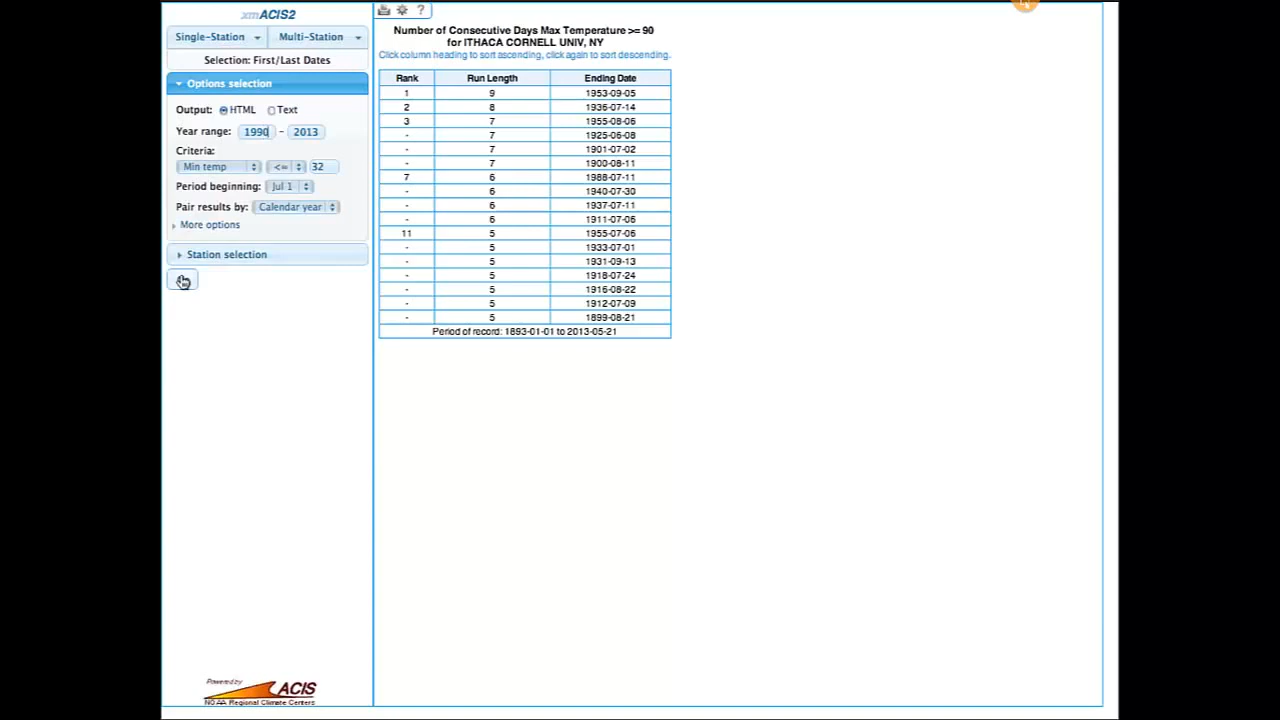 xmACIS2
Single-Station Multi-Station
Selection: First/Last Dates
Options selection
Output: HTML Text
Year range: 1990 - 2013
Criteria:
Min temp <= 32
Period beginning: Jul 1
Pair results by: Calendar year
More options
Station selection
Powered by
ACIS
NOAA Regional Climate Centers
?
Number of Consecutive Days Max Temperature >= 90
for ITHACA CORNELL UNIV, NY
Click column heading to sort ascending, click again to sort descending.
Rank Run Length Ending Date
1 9 1953-09-05
2 8 1936-07-14
3 7 1955-08-06
- 7 1925-06-08
- 7 1901-07-02
- 7 1900-08-11
7 6 1988-07-11
- 6 1940-07-30
- 6 1937-07-11
- 6 1911-07-06
11 5 1955-07-06
- 5 1933-07-01
- 5 1931-09-13
- 5 1918-07-24
- 5 1916-08-22
- 5 1912-07-09
- 5 1899-08-21
Period of record: 1893-01-01 to 2013-05-21